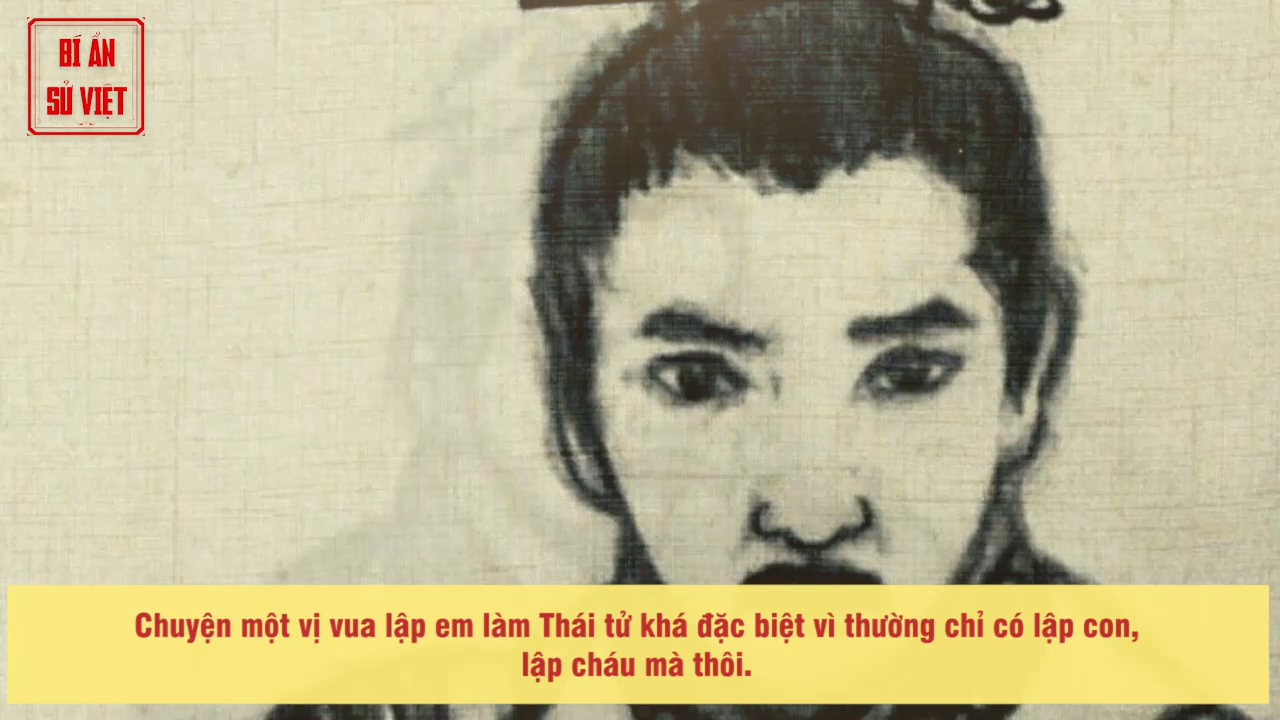 BÍ ẨN
SỬ VIỆT
Chuyện một vị vua lập em làm Thái tử khá đặc biệt vì thường chỉ có lập con,
lập cháu mà thôi.